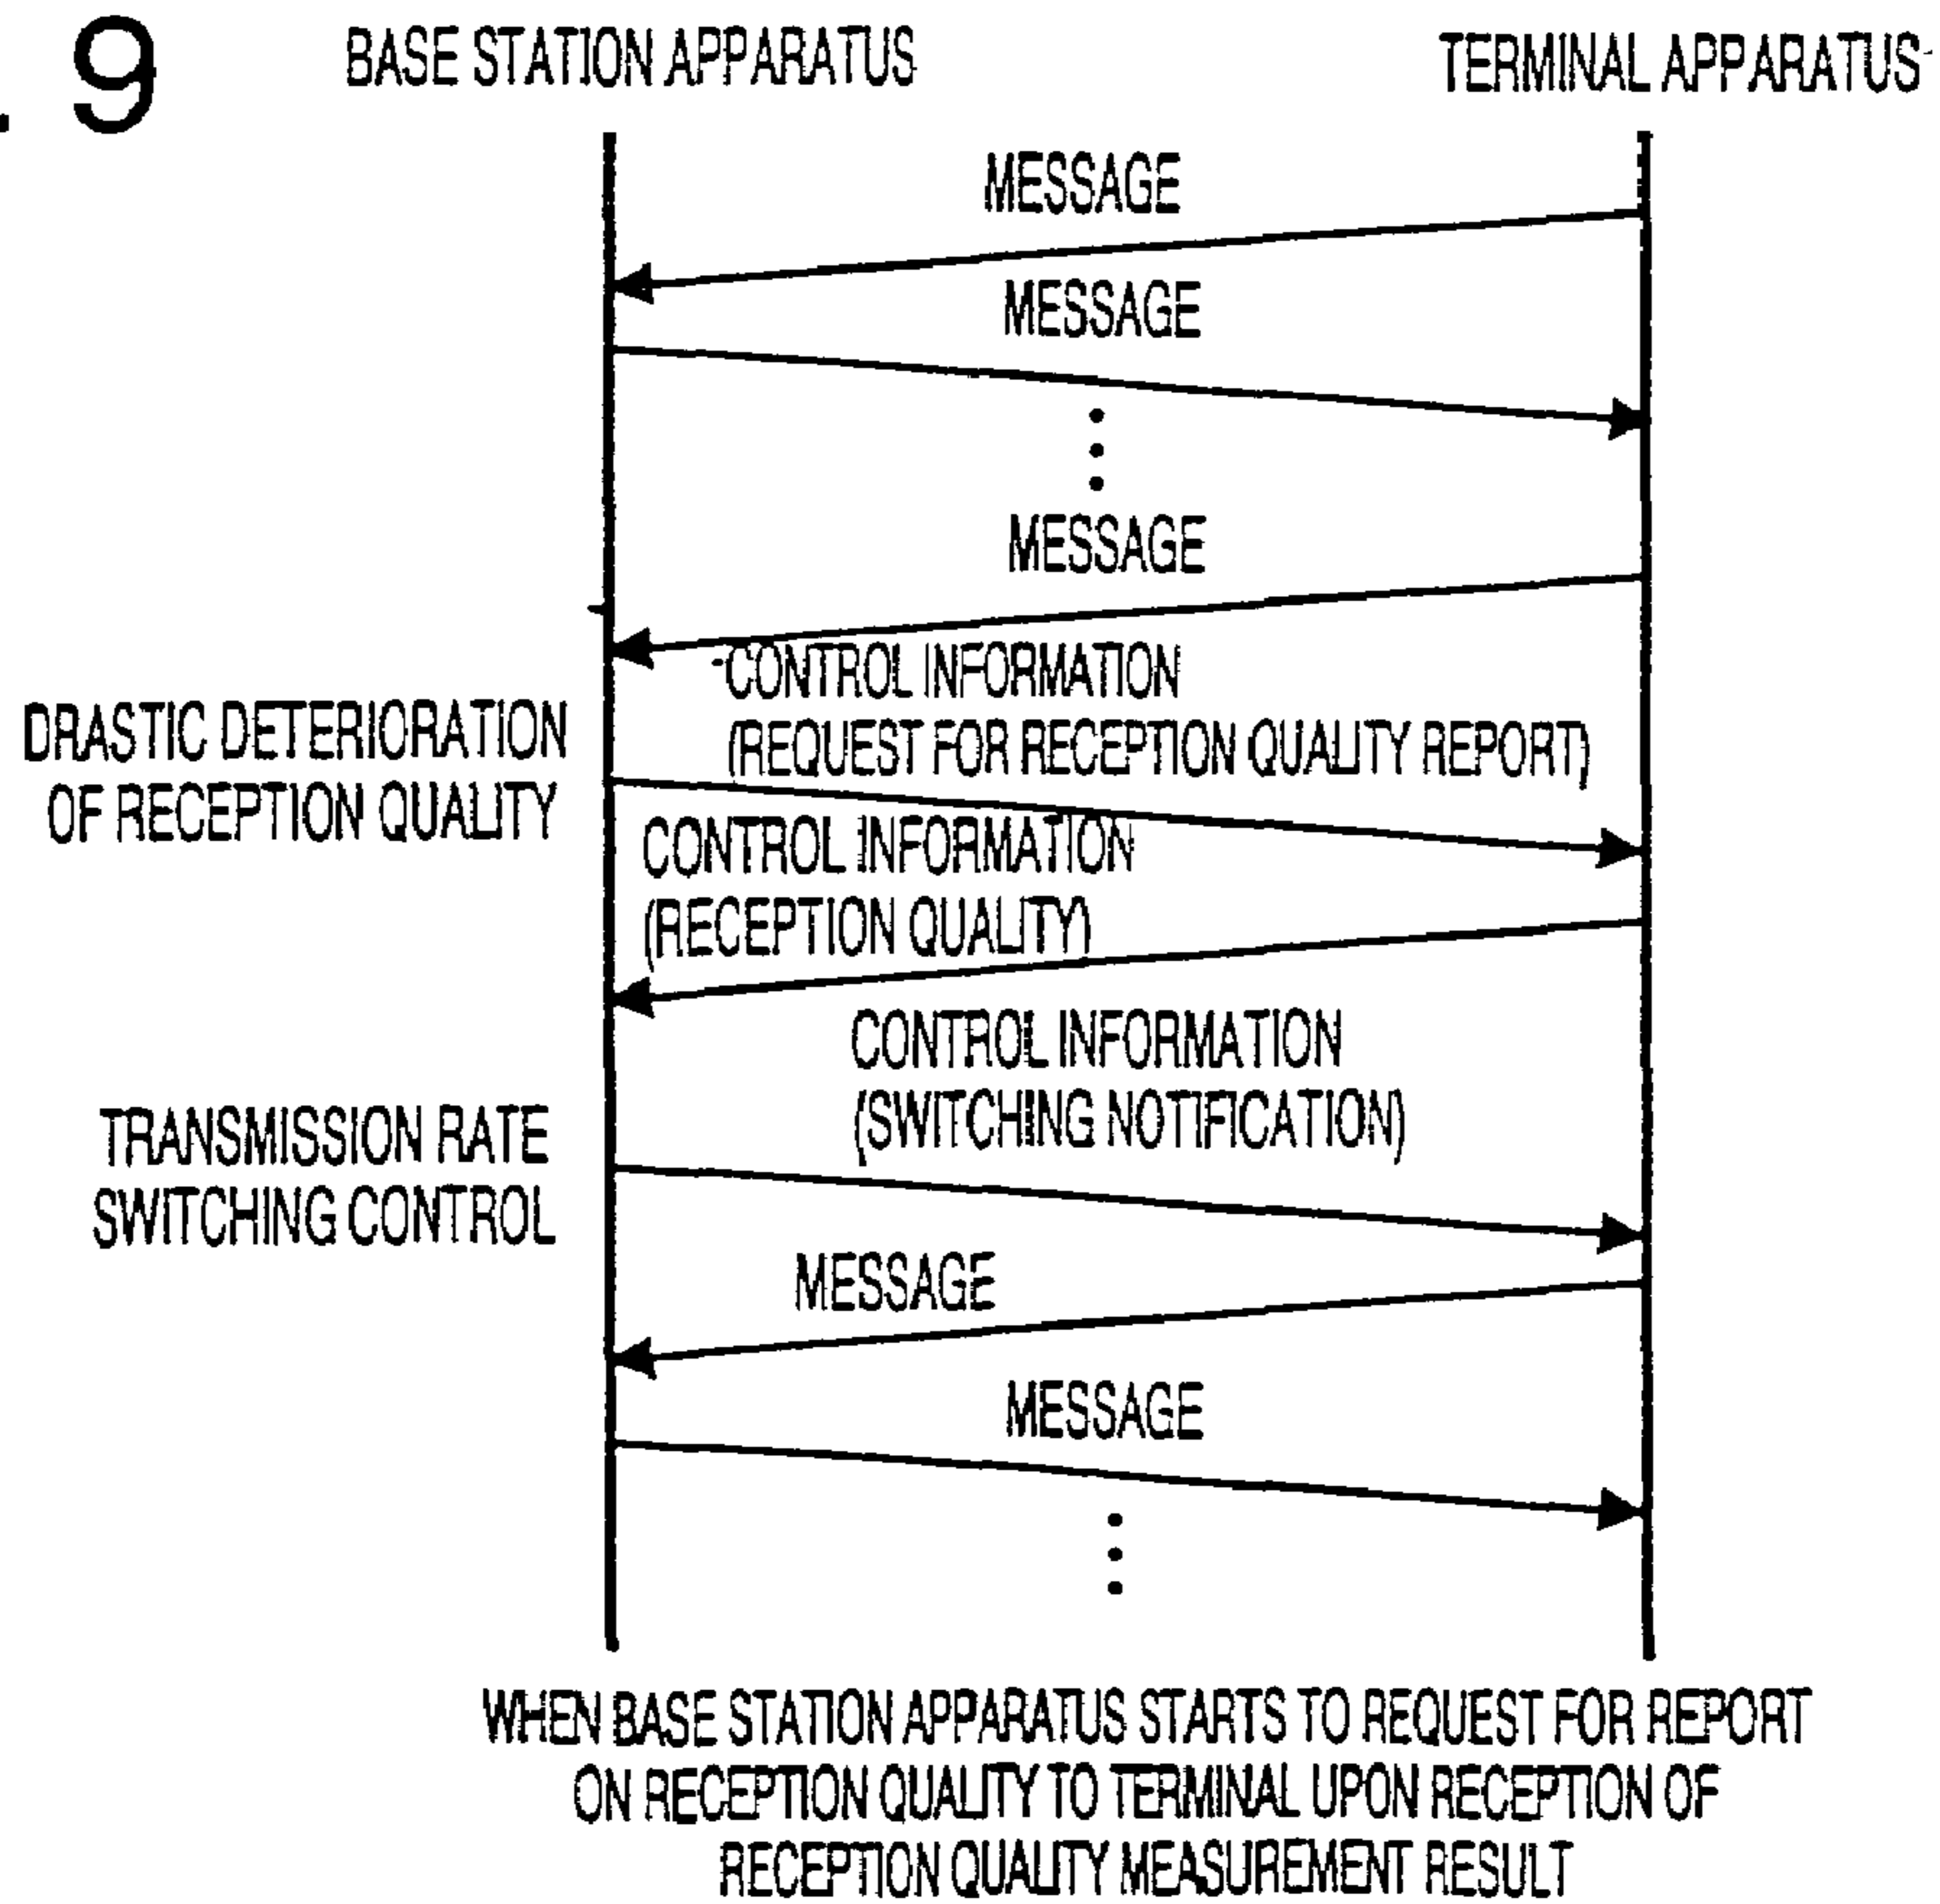 . 9
BASE STATION APPARATUS
TERMINAL APPARATUS
MESSAGE
MESSAGE
MESSAGE
CONTROL INFORMATION
(REQUEST FOR RECEPTION QUALITY REPORT)
DRASTIC DETERIORATION
OF RECEPTION QUALITY
CONTROL INFORMATION
(RECEPTION QUALITY)
CONTROL INFORMATION
(SWITCHING NOTIFICATION)
TRANSMISSION RATE
SWITCHING CONTROL
MESSAGE
MESSAGE
WHEN BASE STATION APPARATUS STARTS TO REQUEST FOR REPORT
ON RECEPTION QUALITY TO TERMINAL UPON RECEPTION OF
RECEPTION QUALITY MEASUREMENT RESULT